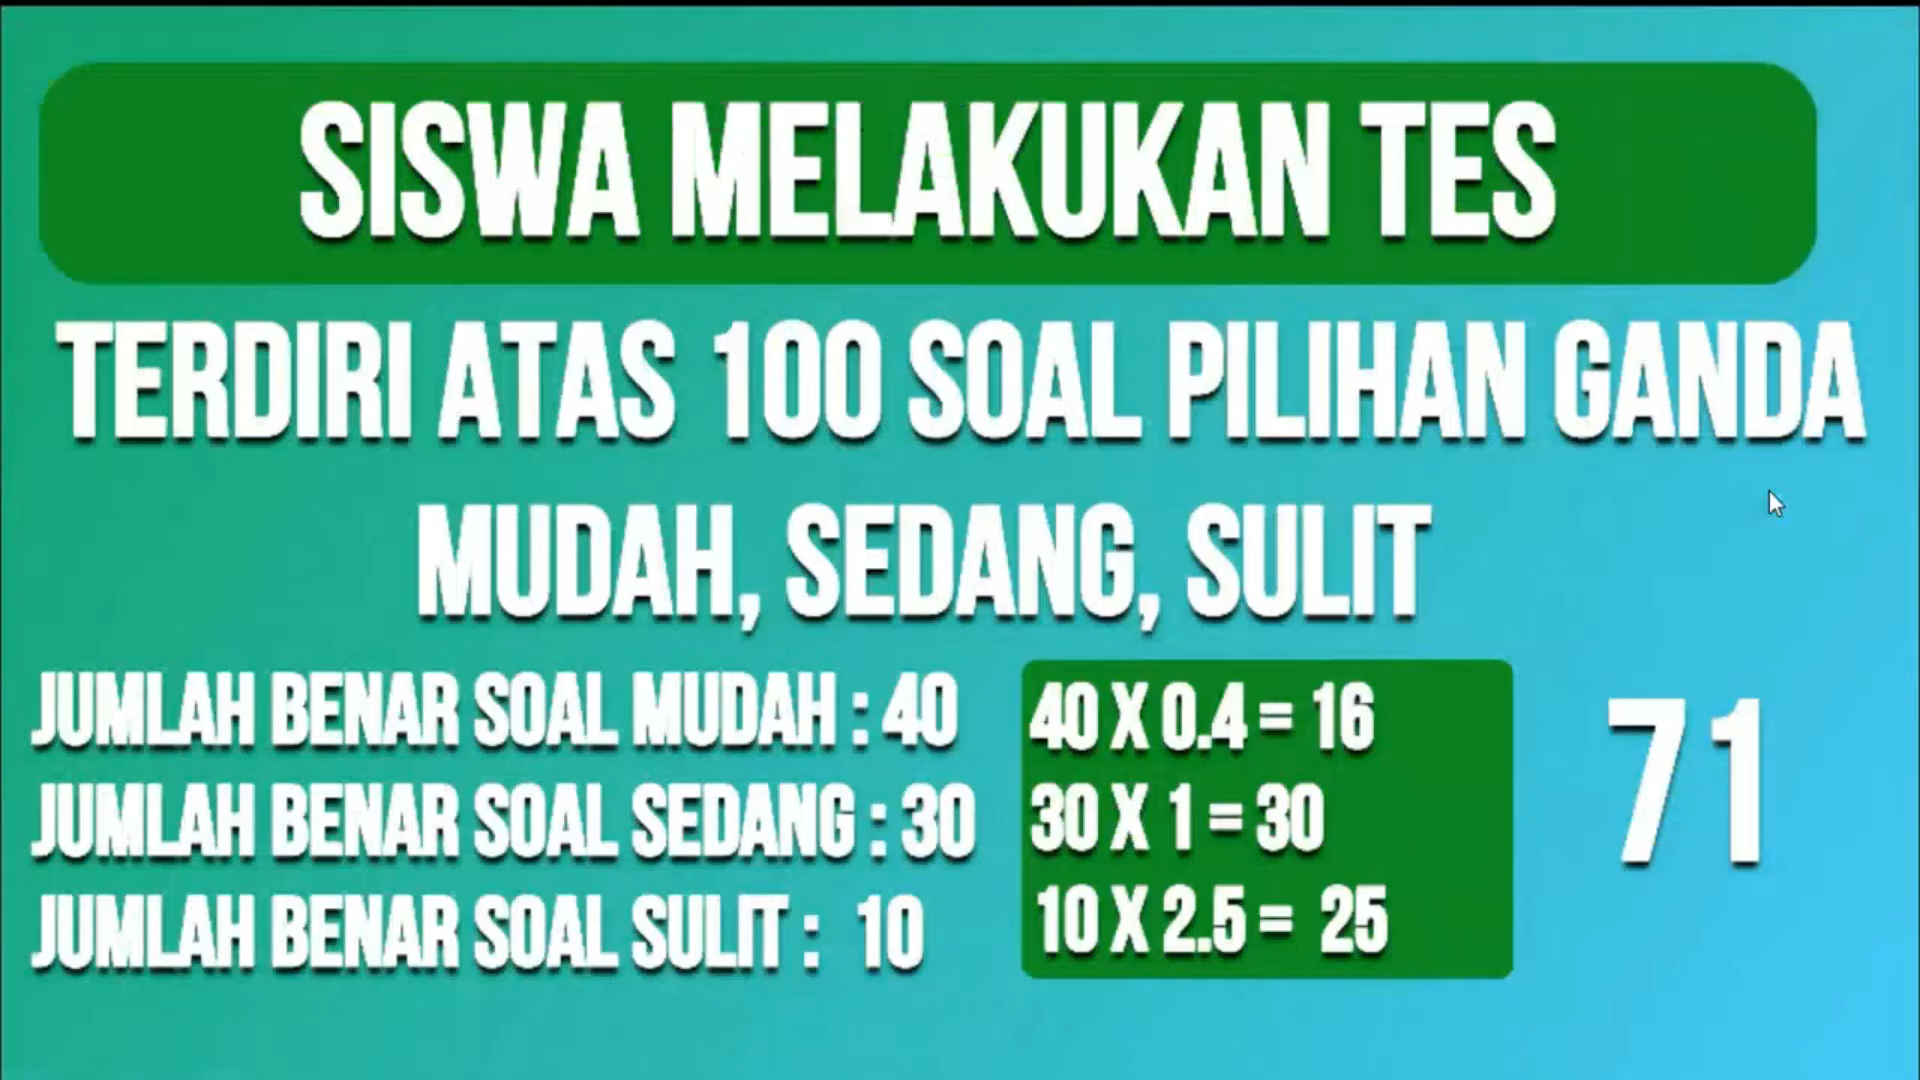 SISWA MELAKUKAN TES
TERDIRI ATAS 100 SOAL PILIHAN GANDA
MUDAH, SEDANG, SULIT
JUMLAH BENAR SOAL MUDAH : 40
JUMLAH BENAR SOAL SEDANG : 30
JUMLAH BENAR SOAL SULIT : 10
40 X 0.4 = 16
30 X 1 = 30
10 X 2.5 = 25
71